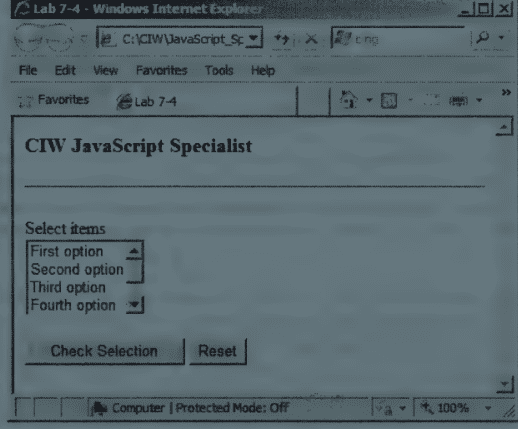 Lab 7-4 - Windows Internet Explorer
C:\CIW\JavaScript_Sc
bing
File Edit View Favorites Tools Help
Favorites Lab 7-4
CIW JavaScript Specialist
Select items
First option
Second option
Third option
Fourth option
Check Selection Reset
Computer | Protected Mode: Off 100%